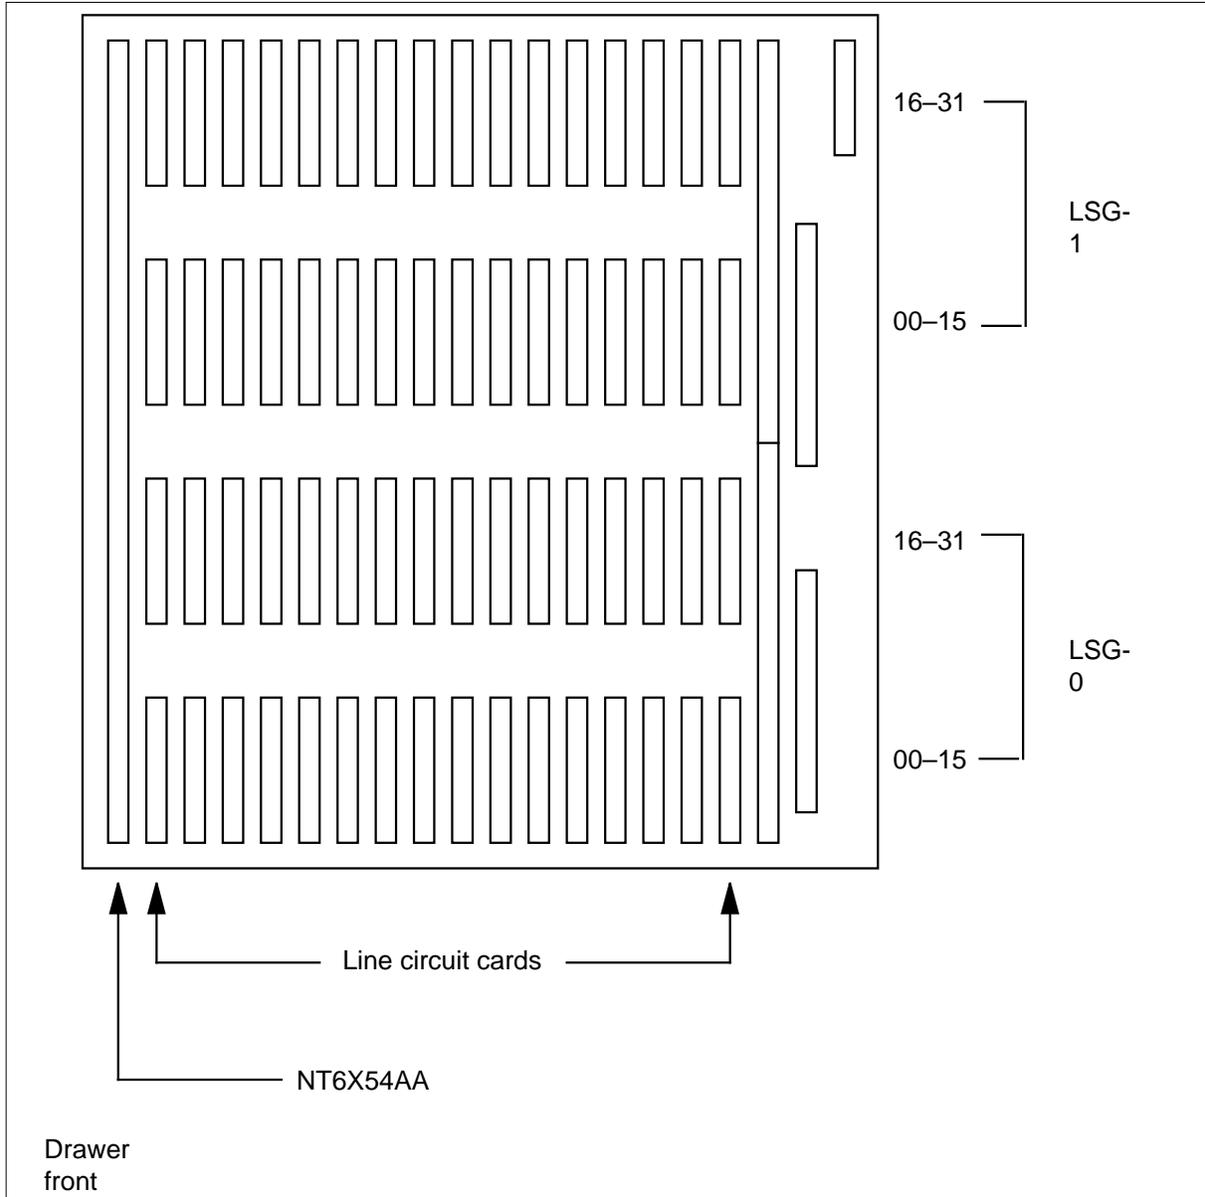 16–31
LSG-
1
00–15
16–31
LSG-
0
00–15
Line circuit cards
NT6X54AA
Drawer
front